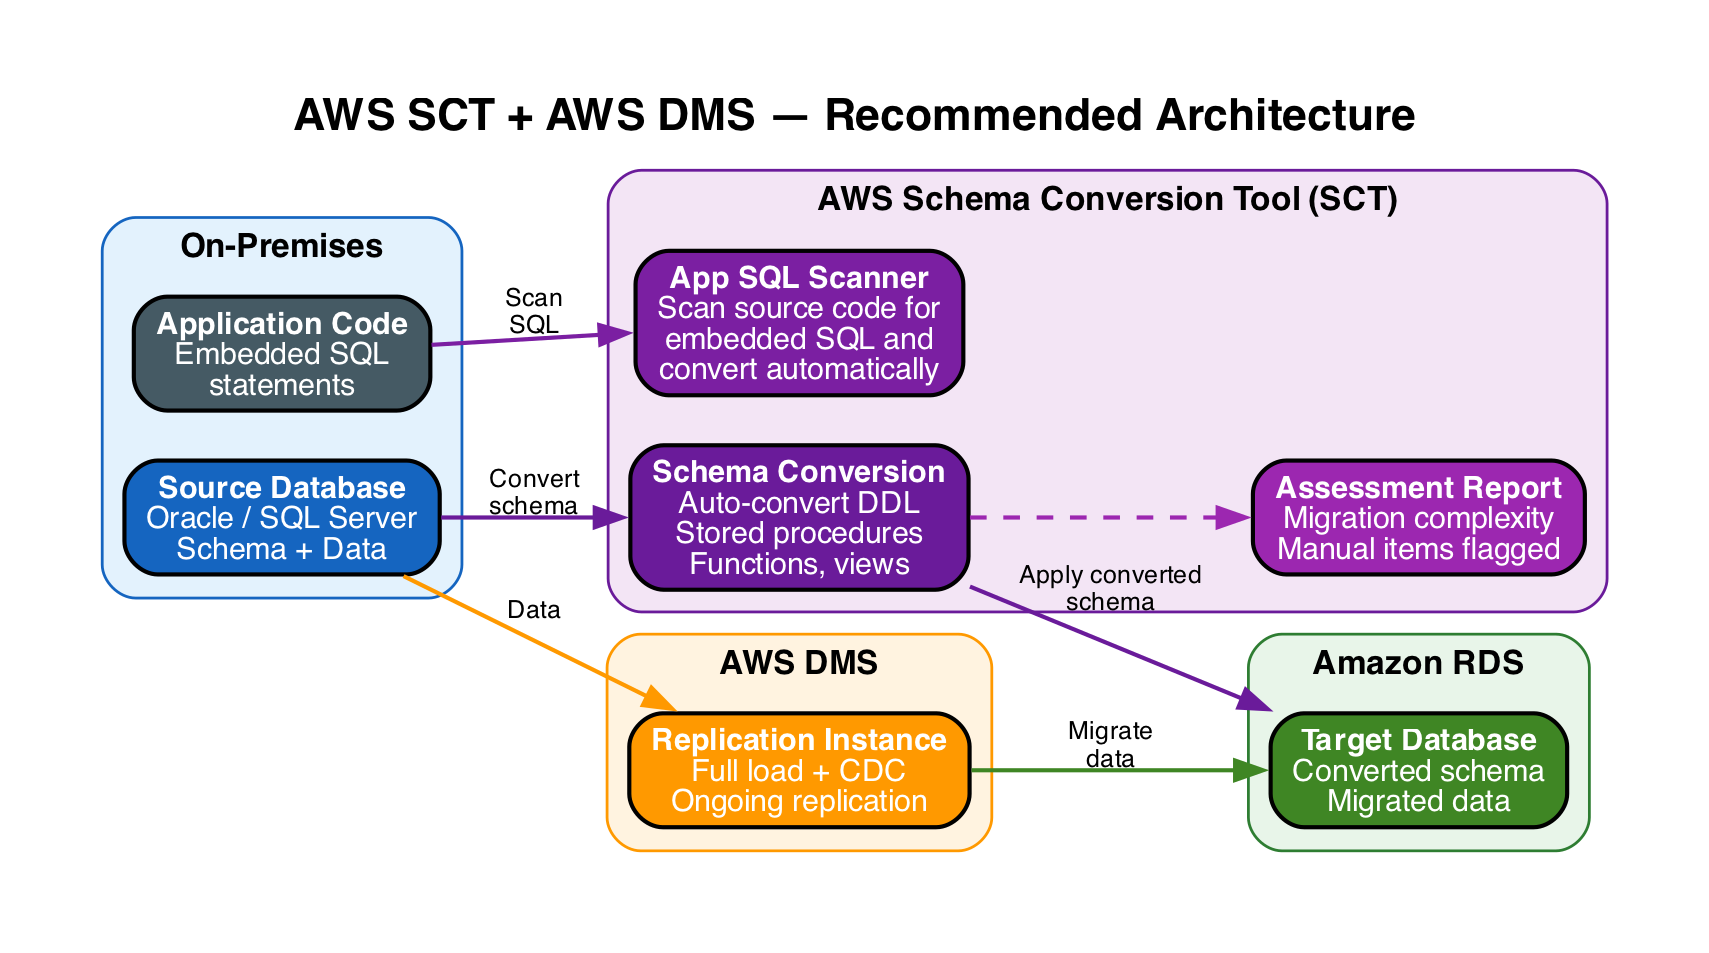 AWS SCT + AWS DMS — Recommended Architecture
On-Premises
Application Code
Embedded SQL
statements
Source Database
Oracle / SQL Server
Schema + Data
Scan
SQL
Convert
schema
Data
AWS Schema Conversion Tool (SCT)
App SQL Scanner
Scan source code for
embedded SQL and
convert automatically
Schema Conversion
Auto-convert DDL
Stored procedures
Functions, views
Assessment Report
Migration complexity
Manual items flagged
Apply converted
schema
AWS DMS
Replication Instance
Full load + CDC
Ongoing replication
Migrate
data
Amazon RDS
Target Database
Converted schema
Migrated data